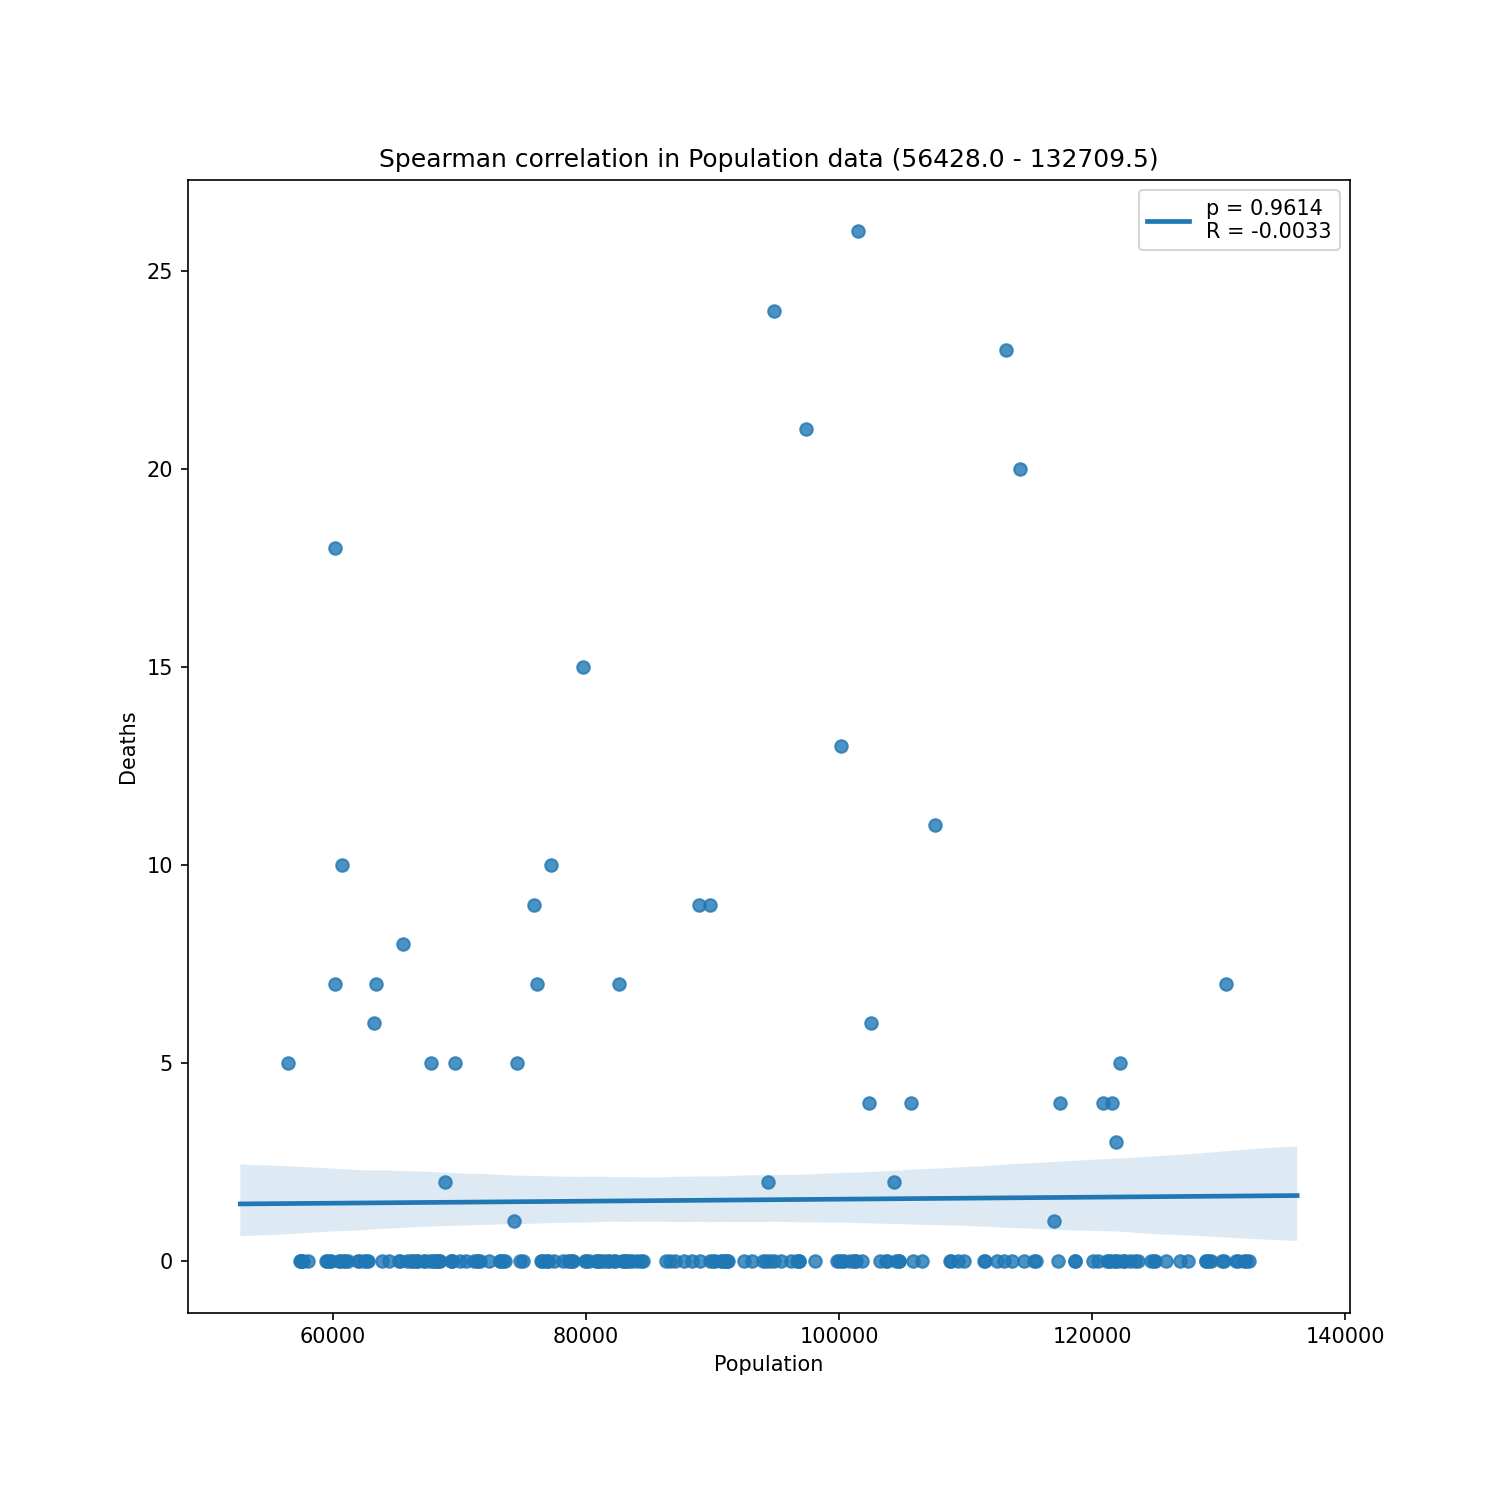 Spearman correlation in Population data (56428.0 - 132709.5)
p = 0.9614
R = -0.0033
25
20
15
10
5
0
Deaths
60000 80000 100000 120000 140000
Population